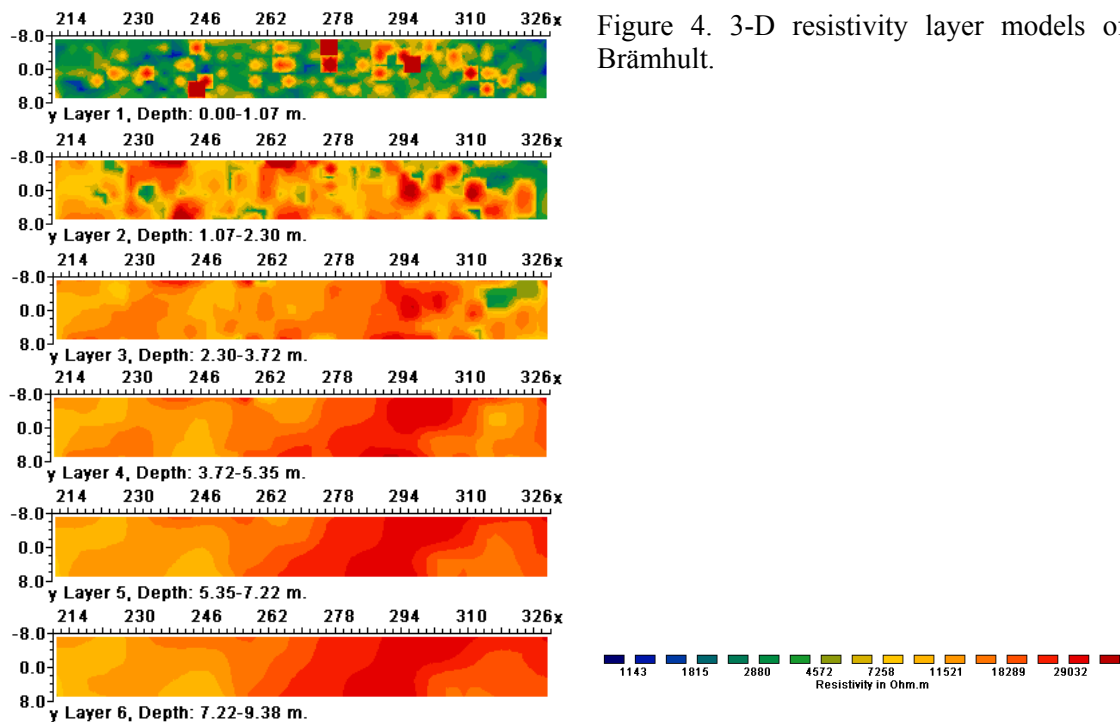 214 230 246 262 278 294 310 326x
-8.0
0.0
8.0
y Layer 1, Depth: 0.00-1.07 m.
214 230 246 262 278 294 310 326x
-8.0
0.0
8.0
y Layer 2, Depth: 1.07-2.30 m.
214 230 246 262 278 294 310 326x
-8.0
0.0
8.0
y Layer 3, Depth: 2.30-3.72 m.
214 230 246 262 278 294 310 326x
-8.0
0.0
8.0
y Layer 4, Depth: 3.72-5.35 m.
214 230 246 262 278 294 310 326x
-8.0
0.0
8.0
y Layer 5, Depth: 5.35-7.22 m.
214 230 246 262 278 294 310 326x
-8.0
0.0
8.0
y Layer 6, Depth: 7.22-9.38 m.
Figure 4. 3-D resistivity layer models
Brämhult.
1143 1815 2880 4572 7258 11521 18289 29032
Resistivity in Ohm.m